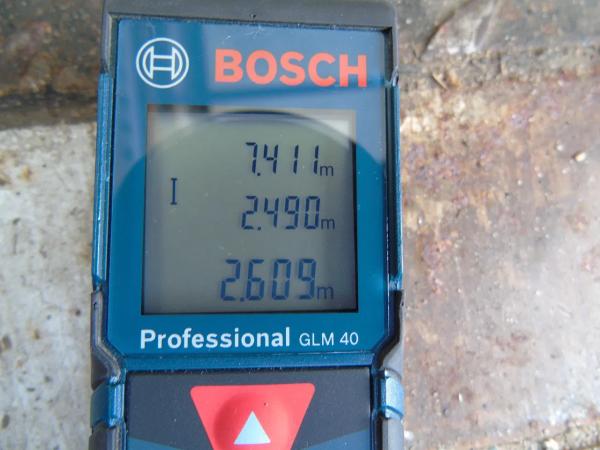 BOSCH
7.411m
2.490m
2.609m
Professional GLM 40